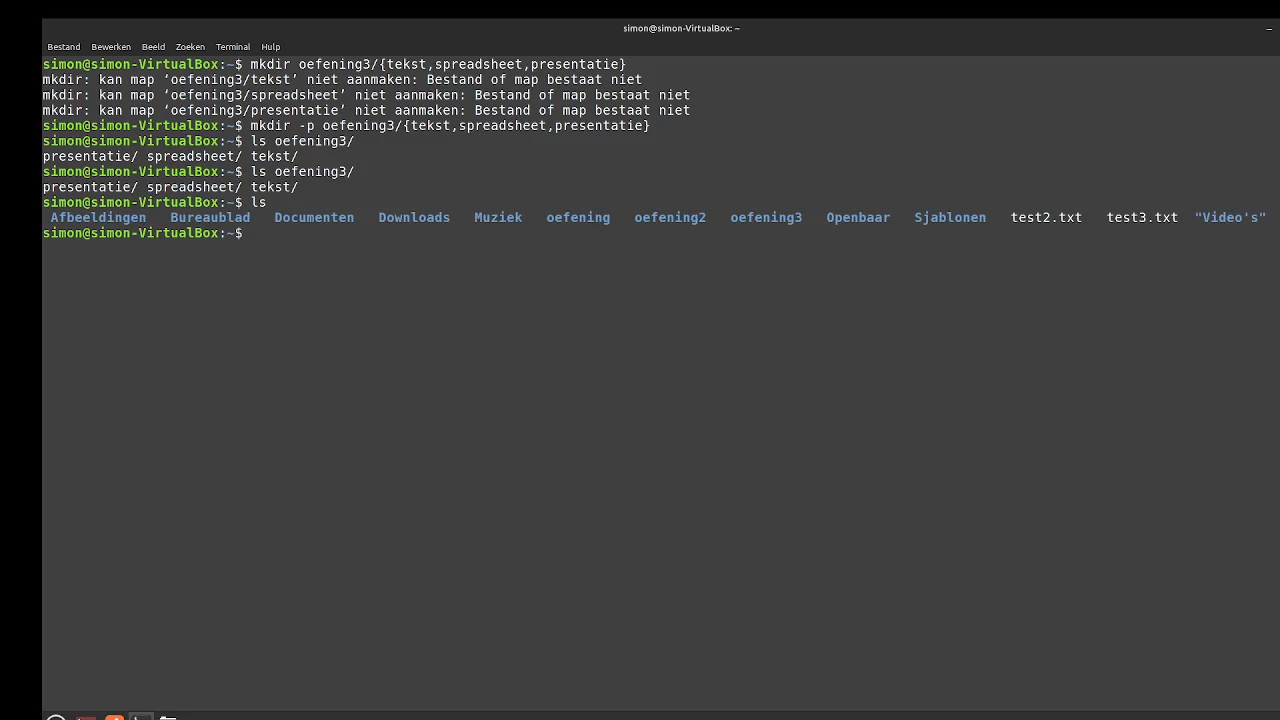 simon@simon-VirtualBox: ~
Bestand Bewerken Beeld Zoeken Terminal Hulp
simon@simon-VirtualBox:~$ mkdir oefening3/{tekst,spreadsheet,presentatie}
mkdir: kan map ‘oefening3/tekst’ niet aanmaken: Bestand of map bestaat niet
mkdir: kan map ‘oefening3/spreadsheet’ niet aanmaken: Bestand of map bestaat niet
mkdir: kan map ‘oefening3/presentatie’ niet aanmaken: Bestand of map bestaat niet
simon@simon-VirtualBox:~$ mkdir -p oefening3/{tekst,spreadsheet,presentatie}
simon@simon-VirtualBox:~$ ls oefening3/
presentatie/ spreadsheet/ tekst/
simon@simon-VirtualBox:~$ ls oefening3/
presentatie/ spreadsheet/ tekst/
simon@simon-VirtualBox:~$ ls
Afbeeldingen Bureaublad Documenten Downloads Muziek oefening oefening2 oefening3 Openbaar Sjablonen test2.txt test3.txt "Video's"
simon@simon-VirtualBox:~$